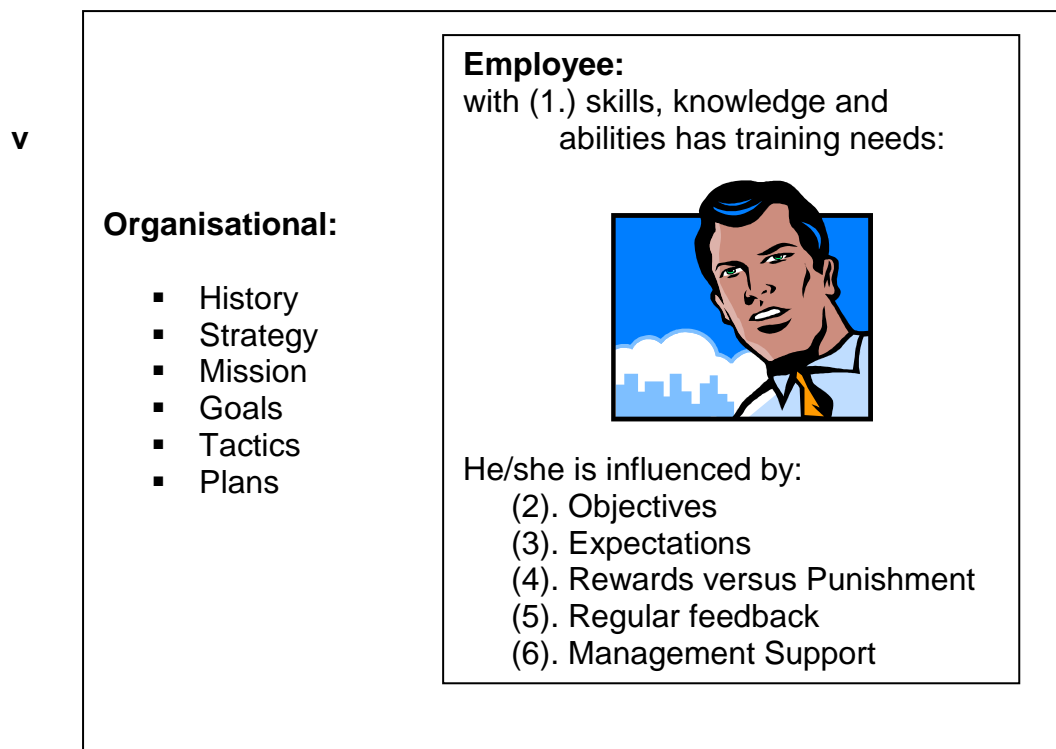 v
Organisational:
▪ History
▪ Strategy
▪ Mission
▪ Goals
▪ Tactics
▪ Plans
Employee:
with (1.) skills, knowledge and
abilities has training needs:
He/she is influenced by:
(2). Objectives
(3). Expectations
(4). Rewards versus Punishment
(5). Regular feedback
(6). Management Support